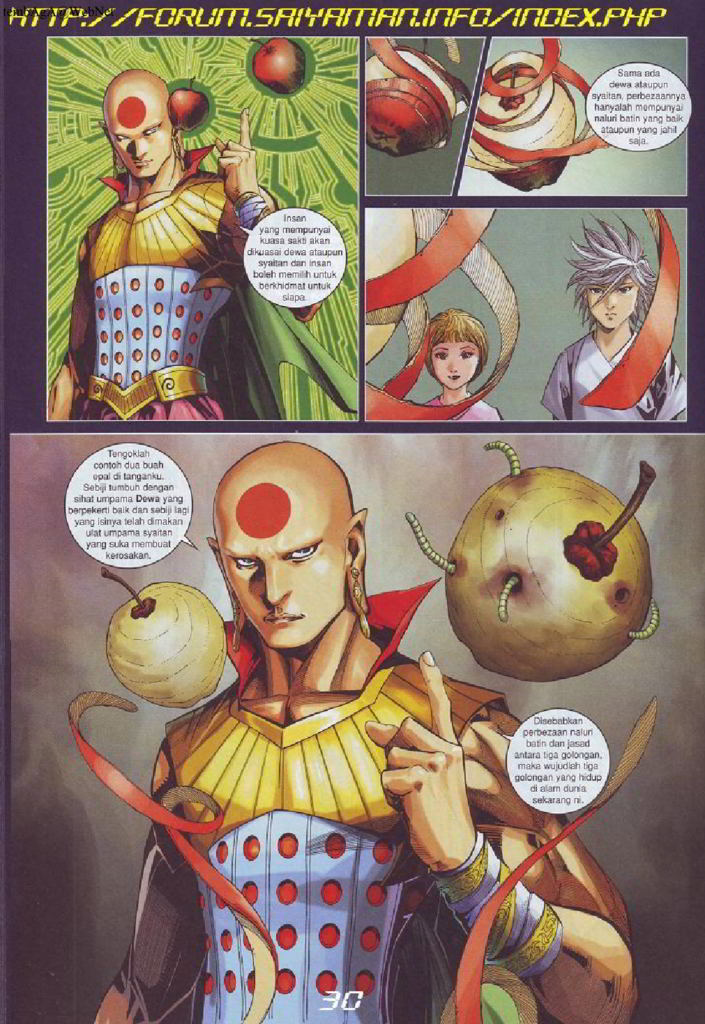 HTTP://FORUM.SAIYAMAN.INFO/INDEX.PHP
Insan
yang mempunyai
kuasa sakti akan
dikuasai dewa ataupun
syaitan dan insan
boleh memilih untuk
berkhidmat untuk
siapa.
Sama ada
dewa ataupun
syaitan, perbezaannya
hanyalah mempunyai
naluri batin yang baik
ataupun yang jahil
saja.
Tengoklah
contoh dua buah
epal di tanganku.
Sebiji tumbuh dengan
sihat umpama Dewa yang
berpekerti baik dan sebiji lagi
yang isinya telah dimakan
ulat umpama syaitan
yang suka membuat
kerosakan.
Disebabkan
perbezaan naluri
batin dan jasad
antara tiga golongan,
maka wujudlah tiga
golongan yang hidup
di alam dunia
sekarang ni.
30